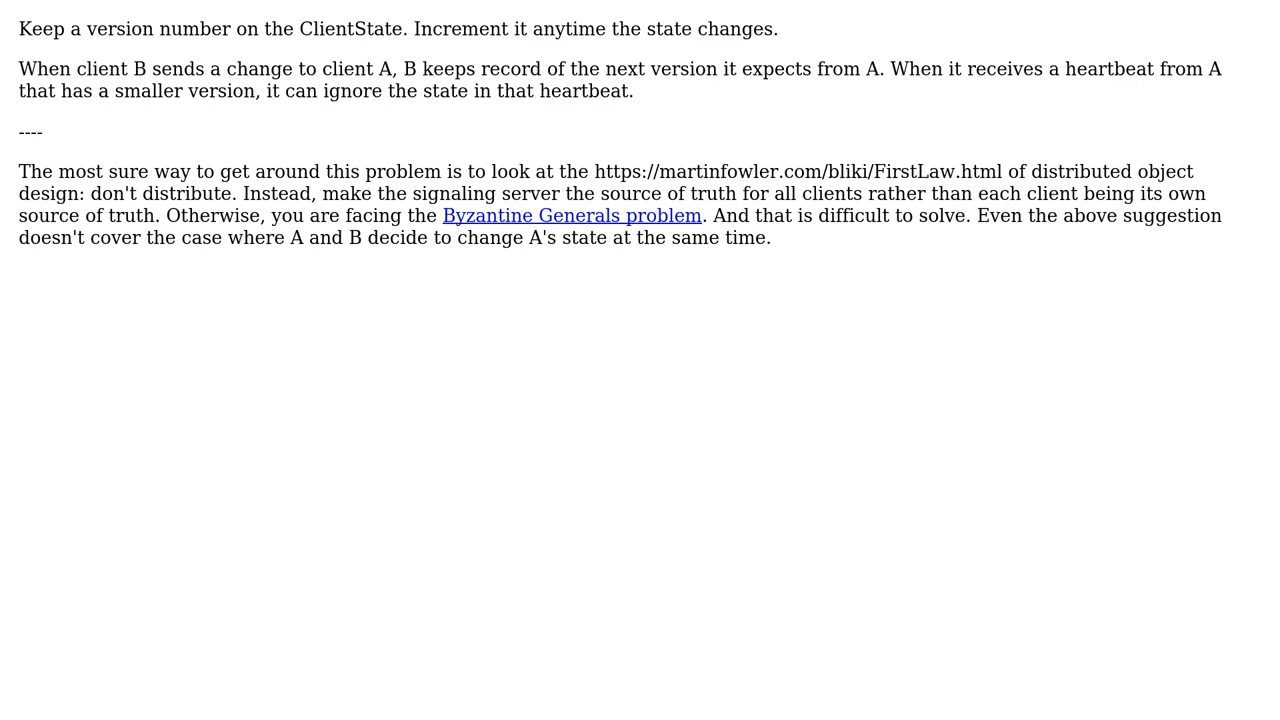 Keep a version number on the ClientState. Increment it anytime the state changes.
When client B sends a change to client A, B keeps record of the next version it expects from A. When it receives a heartbeat from A
that has a smaller version, it can ignore the state in that heartbeat.
----
The most sure way to get around this problem is to look at the https://martinfowler.com/bliki/FirstLaw.html of distributed object
design: don't distribute. Instead, make the signaling server the source of truth for all clients rather than each client being its own
source of truth. Otherwise, you are facing the Byzantine Generals problem. And that is difficult to solve. Even the above suggestion
doesn't cover the case where A and B decide to change A's state at the same time.